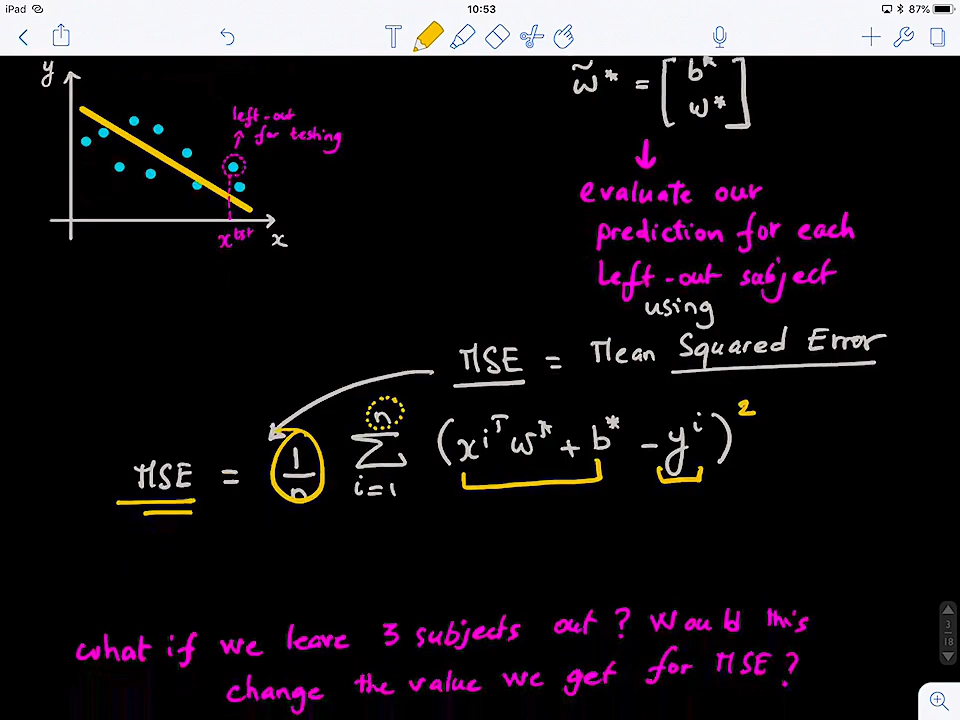 iPad
10:53
87%
T
y
left-out
for testing
x^tst
x
w̃* = [ b* w* ]
evaluate our
prediction for each
left-out subject
using
MSE = Mean Squared Error
MSE = 1/n Σ_{i=1}^{n} (x^{iT} w* + b* - y^i)^2
what if we leave 3 subjects out? Would this
change the value we get for MSE?
3
18